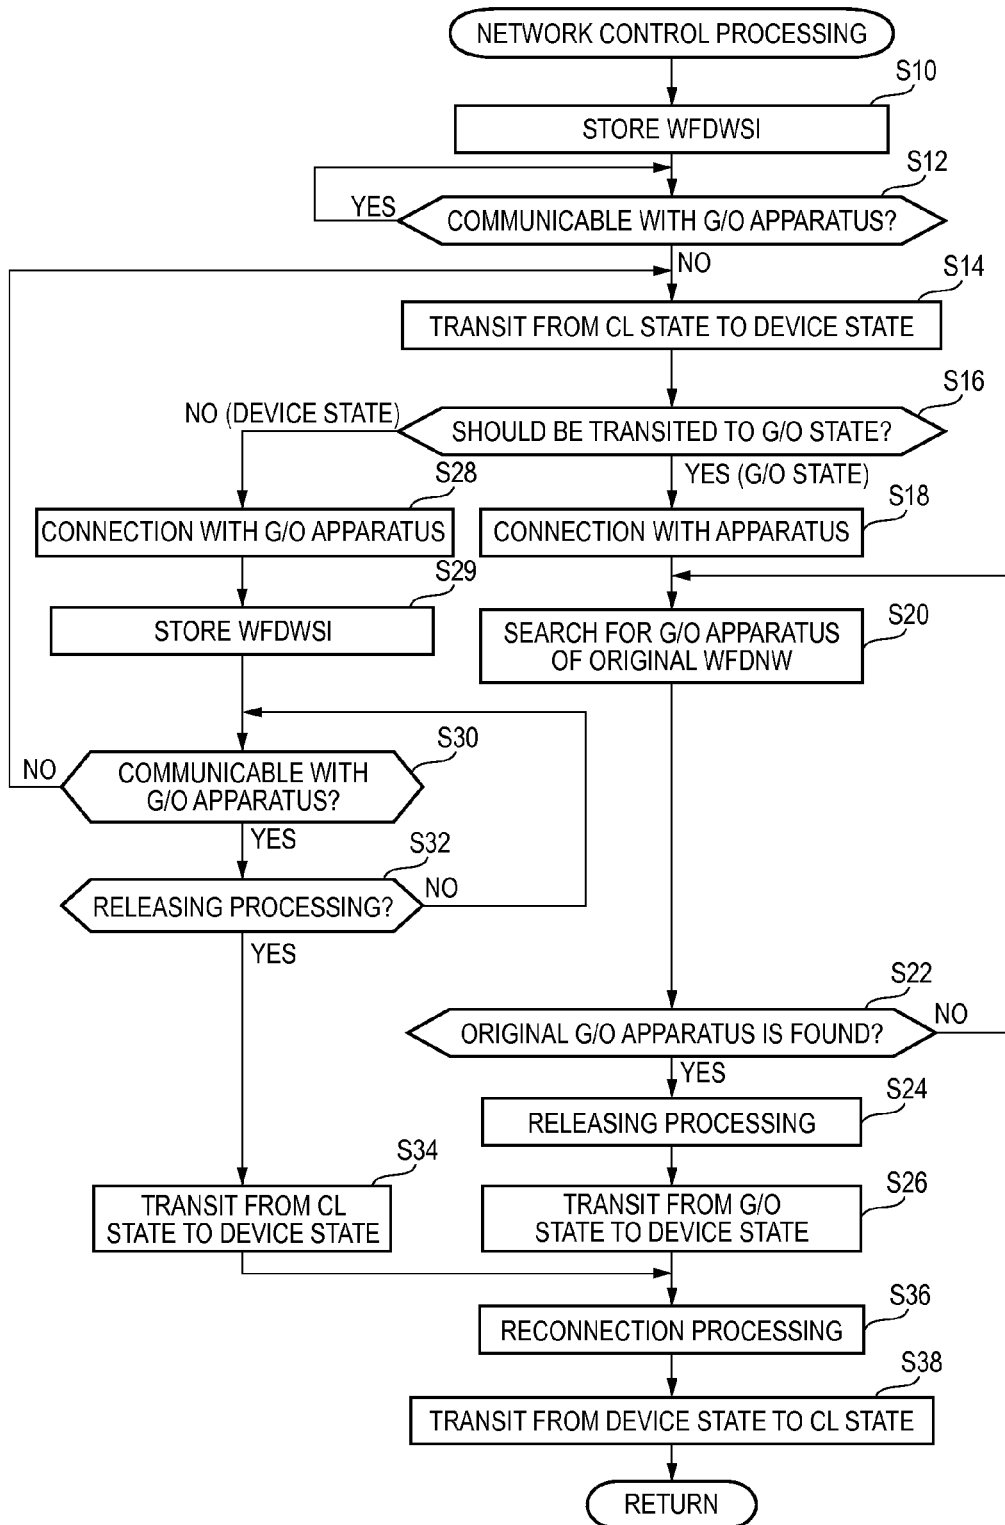 NETWORK CONTROL PROCESSING
S10
STORE WFDWSI
S12
YES
COMMUNICABLE WITH G/O APPARATUS?
NO
S14
TRANSIT FROM CL STATE TO DEVICE STATE
S16
NO (DEVICE STATE)
SHOULD BE TRANSITED TO G/O STATE?
YES (G/O STATE)
S28
CONNECTION WITH G/O APPARATUS
S18
CONNECTION WITH APPARATUS
S29
STORE WFDWSI
S20
SEARCH FOR G/O APPARATUS
OF ORIGINAL WFDNW
S30
NO
COMMUNICABLE WITH
G/O APPARATUS?
YES
S32
RELEASING PROCESSING?
NO
YES
S22
ORIGINAL G/O APPARATUS IS FOUND?
NO
YES
S24
RELEASING PROCESSING
S34
TRANSIT FROM CL
STATE TO DEVICE STATE
S26
TRANSIT FROM G/O
STATE TO DEVICE STATE
S36
RECONNECTION PROCESSING
S38
TRANSIT FROM DEVICE STATE TO CL STATE
RETURN